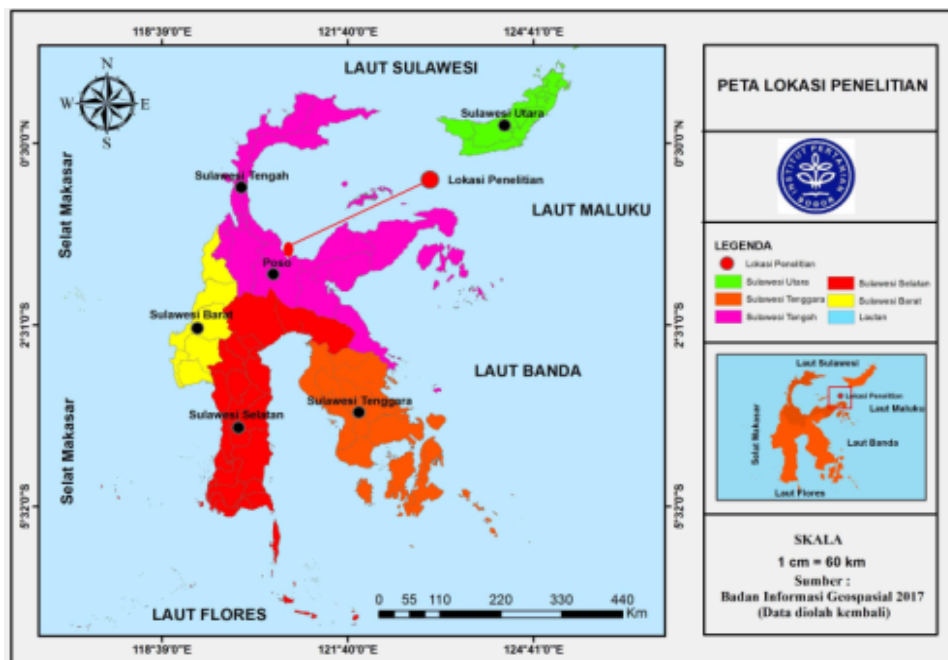 118°39'0"E 121°40'0"E 124°41'0"E
LAUT SULAWESI
N
W E
S
Sulawesi Utara
0°30'0"N
0°30'0"N
Selat Makasar
Sulawesi Tengah
Lokasi Penelitian
LAUT MALUKU
Poso
Sulawesi Barat
2°31'0"S
2°31'0"S
LAUT BANDA
Selat Makasar
Sulawesi Selatan
Sulawesi Tenggara
5°32'0"S
5°32'0"S
LAUT FLORES
0 55 110 220 330 440
Km
118°39'0"E 121°40'0"E 124°41'0"E
PETA LOKASI PENELITIAN
INSTITUT PERTANIAN
BOGOR
LEGENDA
Lokasi Penelitian
Sulawesi Utara
Sulawesi Selatan
Sulawesi Tenggara
Sulawesi Barat
Sulawesi Tengah
Lautan
Laut Sulawesi
Lokasi Penelitian
Laut Maluku
Selat Makasar
Laut Banda
Laut Flores
SKALA
1 cm = 60 km
Sumber :
Badan Informasi Geospasial 2017
(Data diolah kembali)